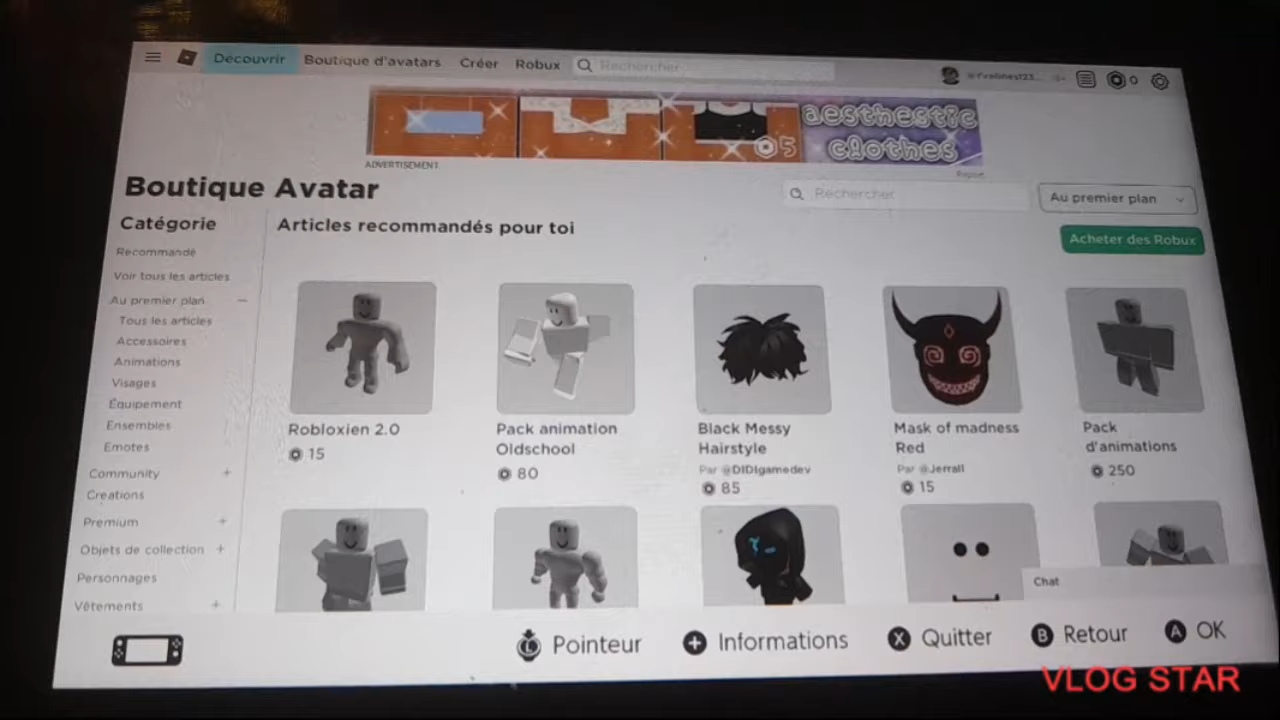 Découvrir
Boutique d'avatars
Créer
Robux
Rechercher
0
aesthestic
clothes
5
ADVERTISEMENT
Report
Boutique Avatar
Rechercher
Au premier plan
Catégorie
Articles recommandés pour toi
Acheter des Robux
Recommandé
Voir tous les articles
Au premier plan
Tous les articles
Accessoires
Animations
Visages
Équipement
Ensembles
Emotes
Community
Creations
Premium
Objets de collection
Personnages
Vêtements
Robloxien 2.0
15
Pack animation
Oldschool
80
Black Messy
Hairstyle
Par @DIDIgamedev
85
Mask of madness
Red
Par @Jerrall
15
Pack
d'animations
250
Chat
Pointeur
Informations
X Quitter
B Retour
A OK
VLOG STAR